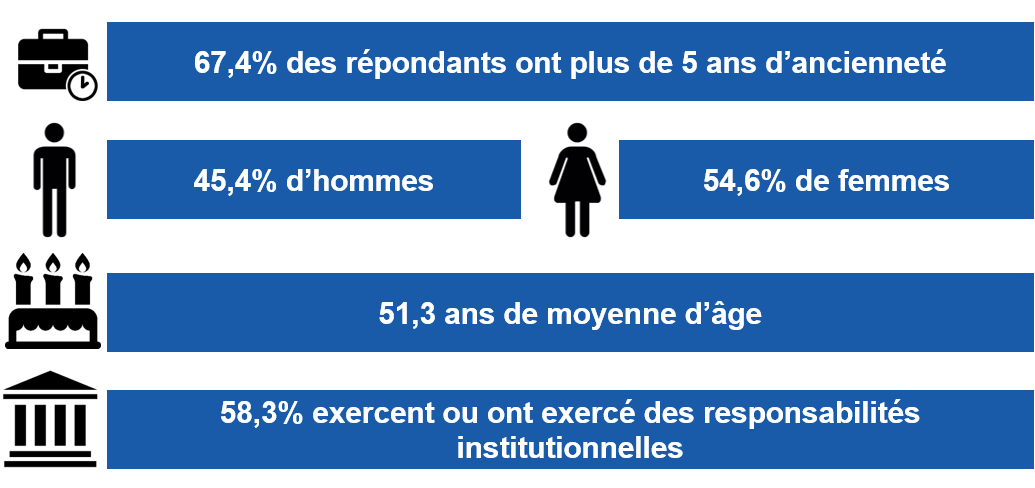 67,4% des répondants ont plus de 5 ans d’ancienneté
45,4% d’hommes
54,6% de femmes
51,3 ans de moyenne d’âge
58,3% exercent ou ont exercé des responsabilités
institutionnelles